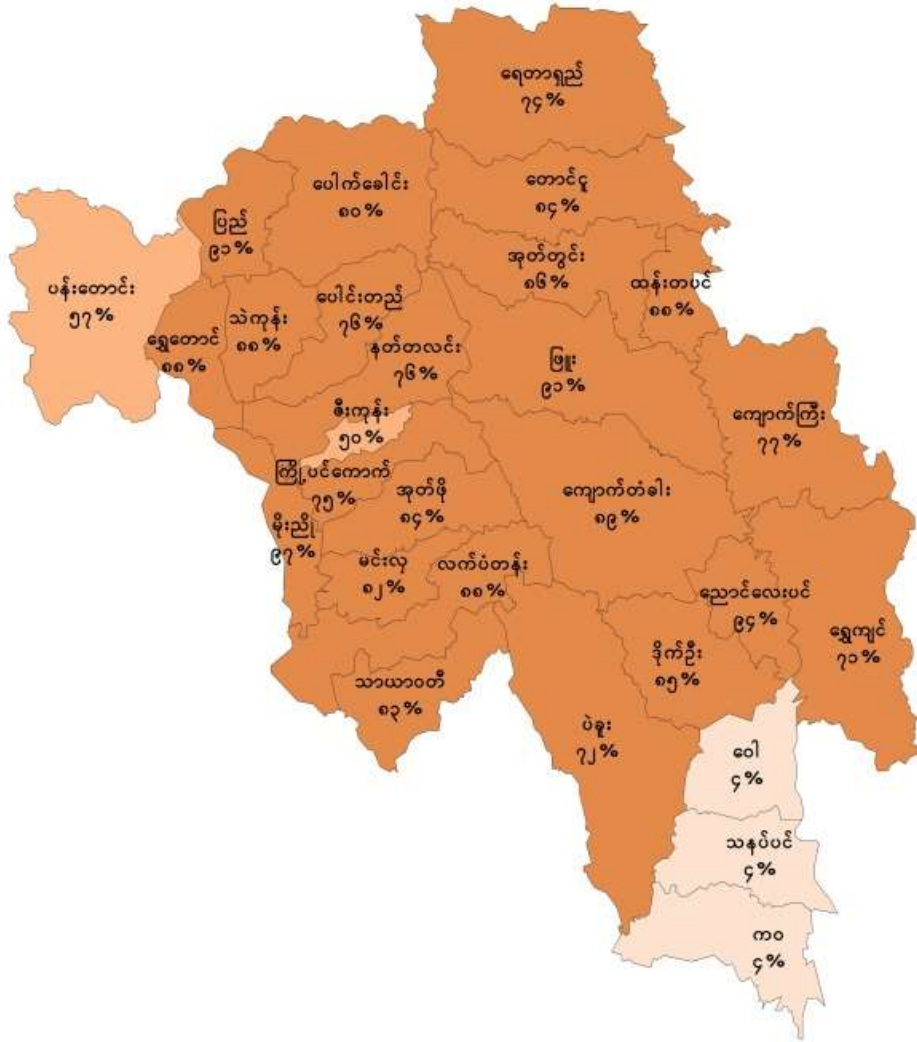 ရေတာရှည်
၇၄%
တောင်ငူ
၈၄%
ပေါက်ခေါင်း
၈၀%
ပြည်
၉၁%
အုတ်တွင်း
၈၆%
ထန်းတပင်
၈၈%
ပန်းတောင်း
၅၇%
ပေါင်းတည်
၇၆%
သဲကုန်း
၈၈%
ရွှေတောင်
၈၈%
နတ်တလင်း
၇၆%
ဖြူး
၉၁%
ကျောက်ကြီး
၇၇%
ဇီးကုန်း
၅၀%
ကြို့ပင်ကောက်
၇၅%
အုတ်ဖို
၈၄%
ကျောက်တံခါး
၈၉%
မိုးညို
၉၇%
မင်းလှ
၈၂%
လက်ပံတန်း
၈၈%
ညောင်လေးပင်
၉၄%
ရွှေကျင်
၇၁%
ဒိုက်ဦး
၈၅%
သာယာဝတီ
၈၃%
ပဲခူး
၇၂%
ဝေါ
၄%
သနပ်ပင်
၄%
ကဝ
၄%